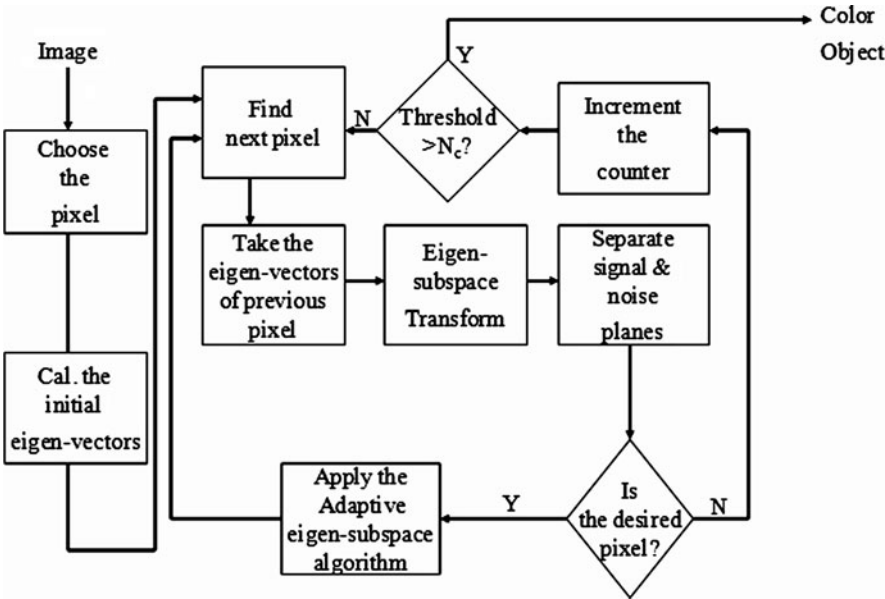 Image
Choose
the
pixel
Cal. the
initial
eigen-vectors
Find
next pixel
N
Threshold
>Nc?
Y
Color
Object
Increment
the
counter
Take the
eigen-vectors
of previous
pixel
Eigen-
subspace
Transform
Separate
signal &
noise
planes
Is
the desired
pixel?
N
Y
Apply the
Adaptive
eigen-subspace
algorithm